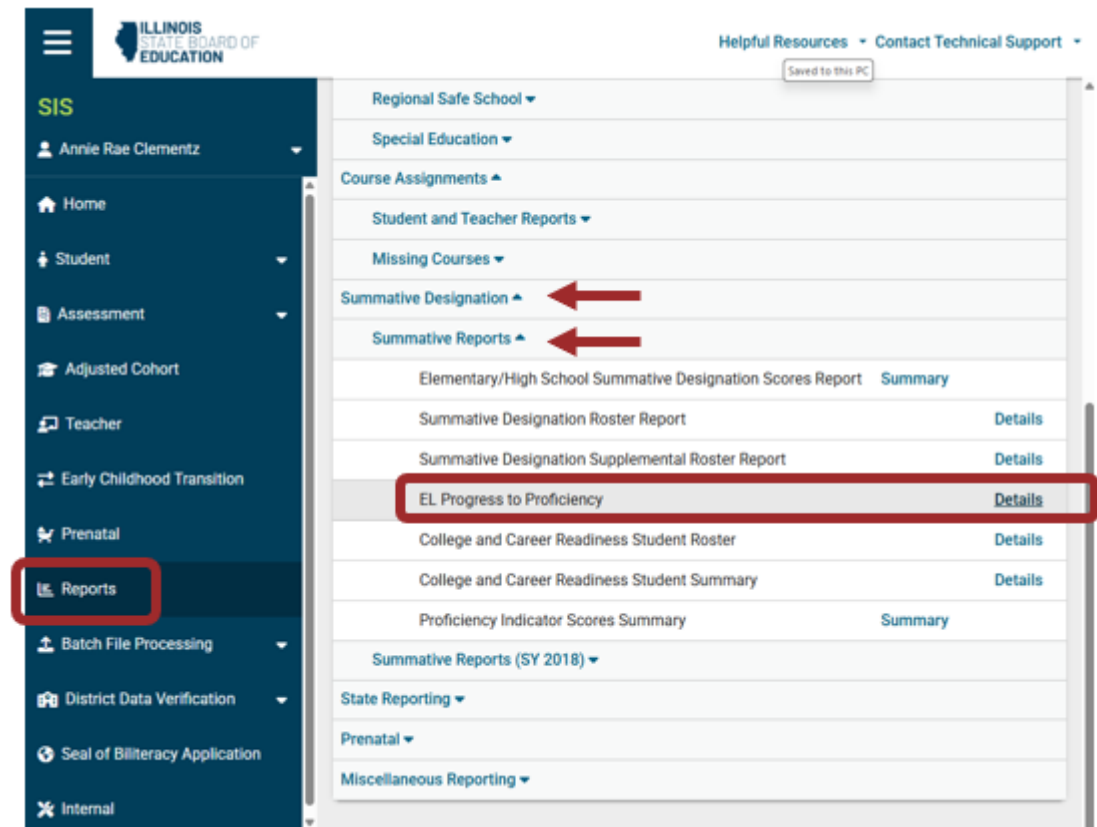 ILLINOIS
STATE BOARD OF
EDUCATION
Helpful Resources
Contact Technical Support
Saved to this PC
SIS
Annie Rae Clementz
Home
Student
Assessment
Adjusted Cohort
Teacher
Early Childhood Transition
Prenatal
Reports
Batch File Processing
District Data Verification
Seal of Biliteracy Application
Internal
Regional Safe School
Special Education
Course Assignments
Student and Teacher Reports
Missing Courses
Summative Designation
Summative Reports
Elementary/High School Summative Designation Scores Report Summary
Summative Designation Roster Report Details
Summative Designation Supplemental Roster Report Details
EL Progress to Proficiency Details
College and Career Readiness Student Roster Details
College and Career Readiness Student Summary Details
Proficiency Indicator Scores Summary Summary
Summative Reports (SY 2018)
State Reporting
Prenatal
Miscellaneous Reporting